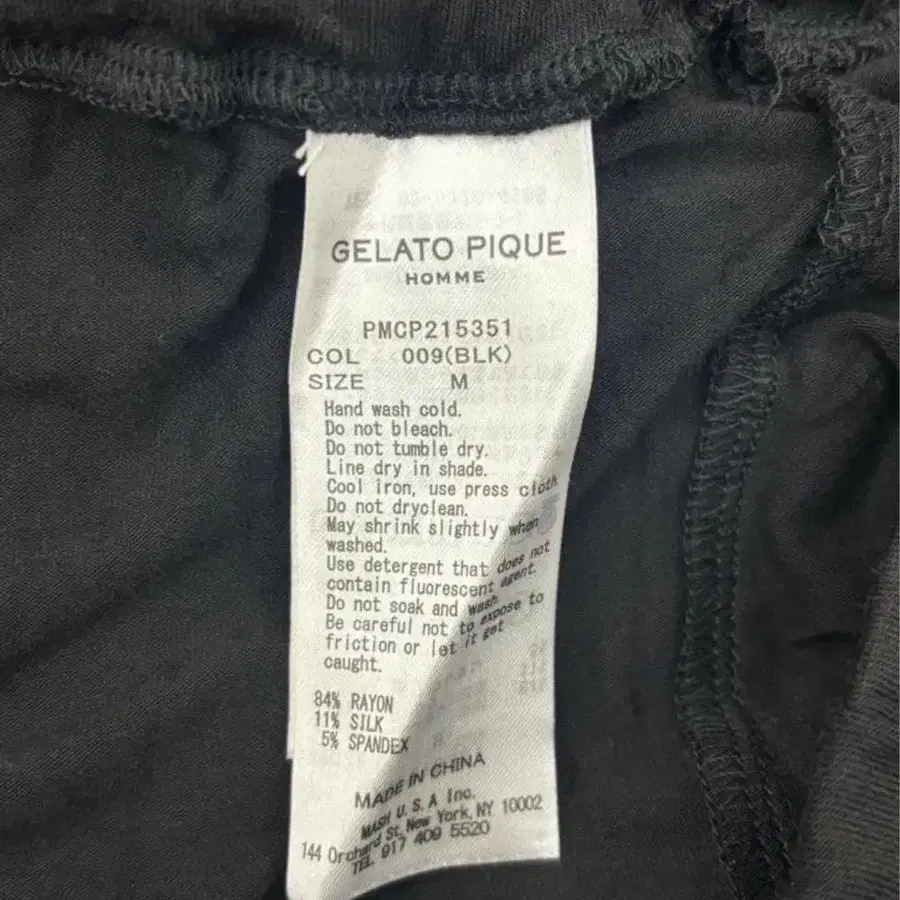 GELATO PIQUE
HOMME
PMCP215351
COL 009(BLK)
SIZE M
Hand wash cold.
Do not bleach.
Do not tumble dry.
Line dry in shade.
Cool iron, use press cloth
Do not dryclean.
May shrink slightly when
washed.
Use detergent that does not
contain fluorescent agent.
Do not soak and wash.
Be careful not to expose to
friction or let it get
caught.
84% RAYON
11% SILK
5% SPANDEX
MADE IN CHINA
MASH U.S.A Inc.
144 Orchard St, New York, NY 10002
TEL 917 409 5520